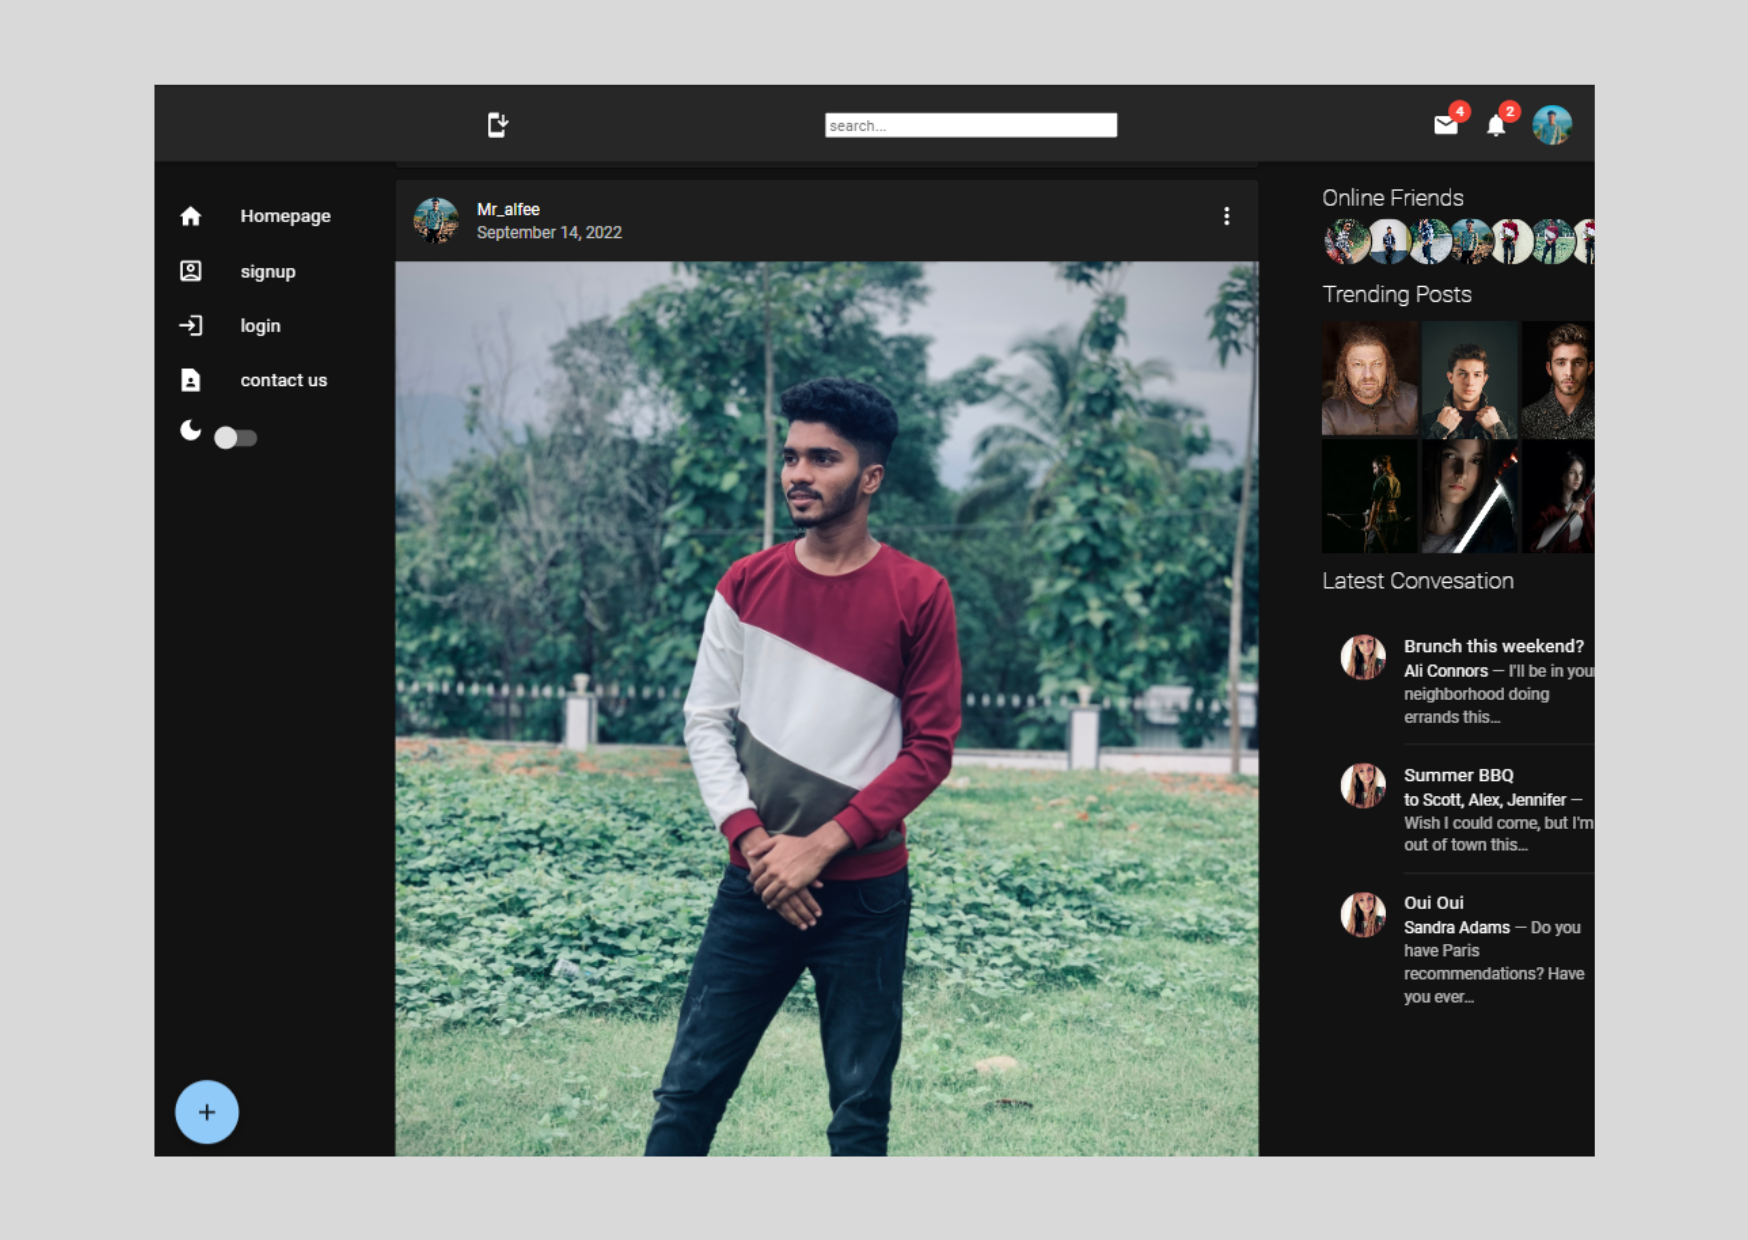 search...
4
2
Homepage
signup
login
contact us
Mr_alfee
September 14, 2022
Online Friends
Trending Posts
Latest Convesation
Brunch this weekend?
Ali Connors — I'll be in your
neighborhood doing
errands this…
Summer BBQ
to Scott, Alex, Jennifer —
Wish I could come, but I'm
out of town this…
Oui Oui
Sandra Adams — Do you
have Paris
recommendations? Have
you ever…